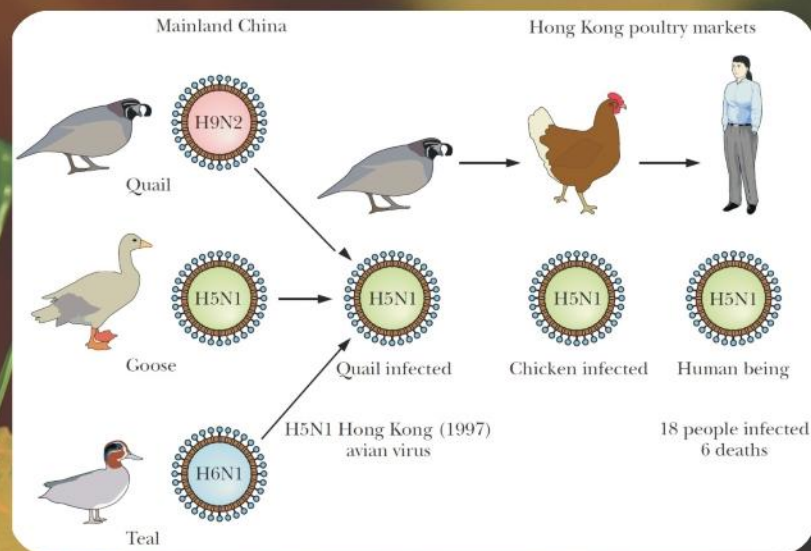 Mainland China
Hong Kong poultry markets
H9N2
Quail
H5N1
Goose
H6N1
Teal
H5N1
Quail infected
H5N1 Hong Kong (1997)
avian virus
H5N1
Chicken infected
H5N1
Human being
18 people infected
6 deaths